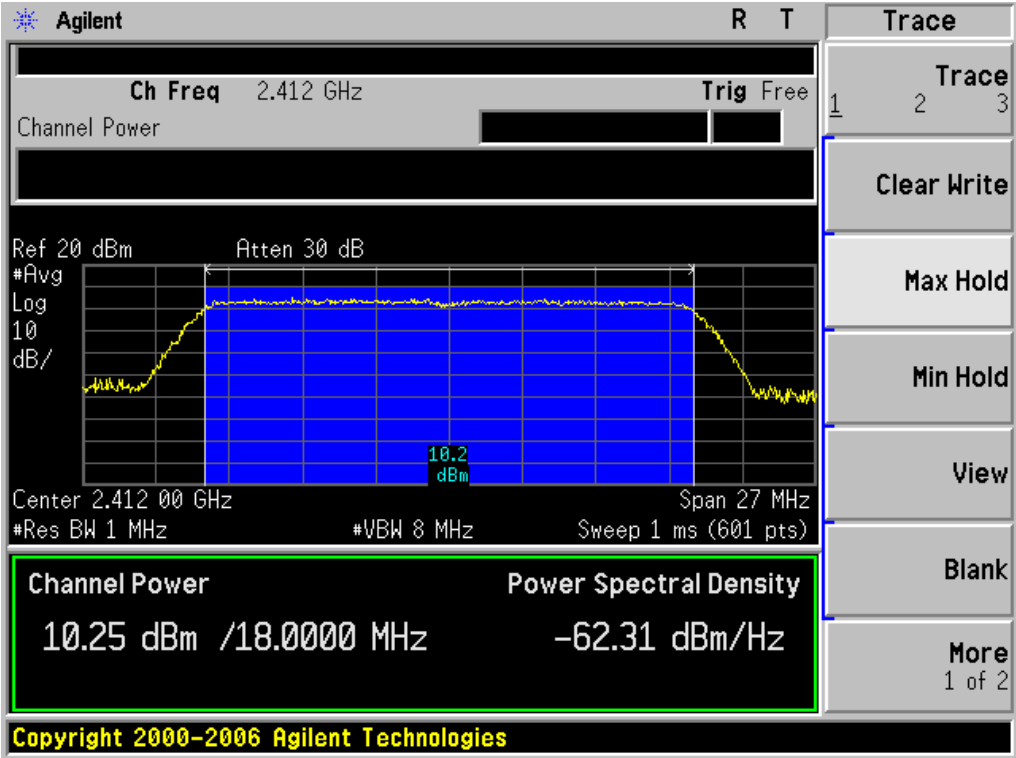 Agilent R T Trace
Ch Freq 2.412 GHz Trig Free
Channel Power
Trace
1 2 3
Clear Write
Max Hold
Min Hold
View
Blank
More
1 of 2
Ref 20 dBm Atten 30 dB
#Avg
Log
10
dB/
10.2
dBm
Center 2.412 00 GHz Span 27 MHz
#Res BW 1 MHz #VBW 8 MHz Sweep 1 ms (601 pts)
Channel Power Power Spectral Density
10.25 dBm /18.0000 MHz -62.31 dBm/Hz
Copyright 2000-2006 Agilent Technologies